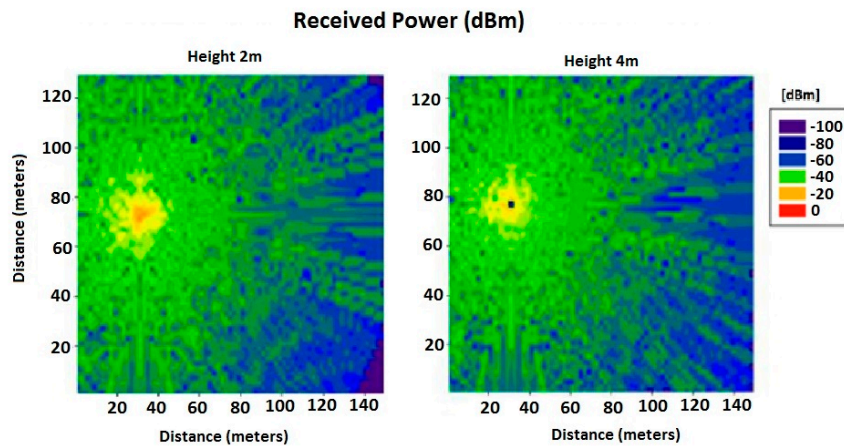 Received Power (dBm)
Height 2m
Height 4m
Distance (meters)
120
100
80
60
40
20
20 40 60 80 100 120 140
Distance (meters)
120
100
80
60
40
20
20 40 60 80 100 120 140
Distance (meters)
[dBm]
-100
-80
-60
-40
-20
0